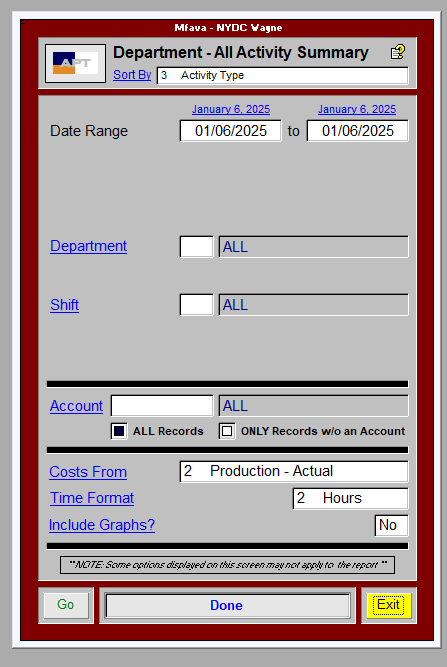 Mfava - NYDC Wagne
APT
Department - All Activity Summary
Sort By 3 Activity Type
January 6, 2025 January 6, 2025
Date Range 01/06/2025 to 01/06/2025
Department ALL
Shift ALL
Account ALL
ALL Records ONLY Records w/o an Account
Costs From 2 Production - Actual
Time Format 2 Hours
Include Graphs? No
"NOTE: Some options displayed on this screen may not apply to the report "
Go Done Exit